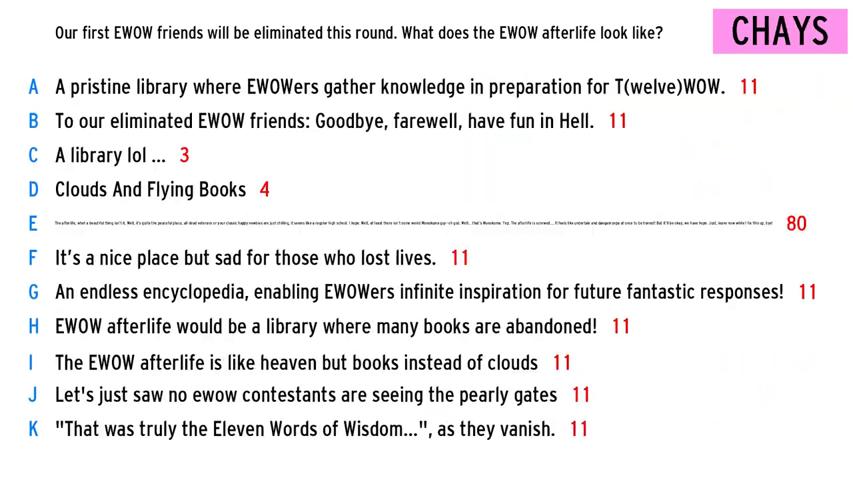 Our first EWOW friends will be eliminated this round. What does the EWOW afterlife look like?
CHAYS
A A pristine library where EWOWers gather knowledge in preparation for T(welve)WOW. 11
B To our eliminated EWOW friends: Goodbye, farewell, have fun in Hell. 11
C A library lol ... 3
D Clouds And Flying Books 4
E 80
F It's a nice place but sad for those who lost lives. 11
G An endless encyclopedia, enabling EWOWers infinite inspiration for future fantastic responses! 11
H EWOW afterlife would be a library where many books are abandoned! 11
I The EWOW afterlife is like heaven but books instead of clouds 11
J Let's just saw no ewow contestants are seeing the pearly gates 11
K "That was truly the Eleven Words of Wisdom...", as they vanish. 11